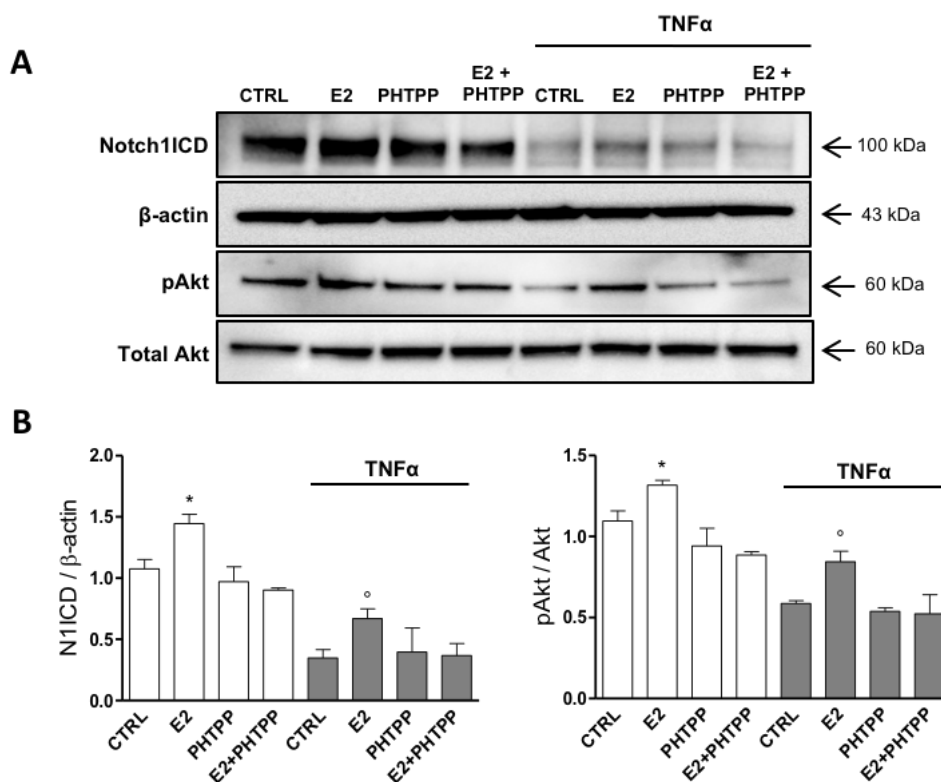 TNFα
A
CTRL E2 PHTPP E2 + PHTPP CTRL E2 PHTPP E2 + PHTPP
Notch1ICD 100 kDa
β-actin 43 kDa
pAkt 60 kDa
Total Akt 60 kDa
B
N1ICD / β-actin
2.0
1.5
1.0
0.5
0.0
*
°
TNFα
CTRL E2 PHTPP E2+PHTPP CTRL E2 PHTPP E2+PHTPP
pAkt / Akt
1.5
1.0
0.5
0.0
*
°
TNFα
CTRL E2 PHTPP E2+PHTPP CTRL E2 PHTPP E2+PHTPP